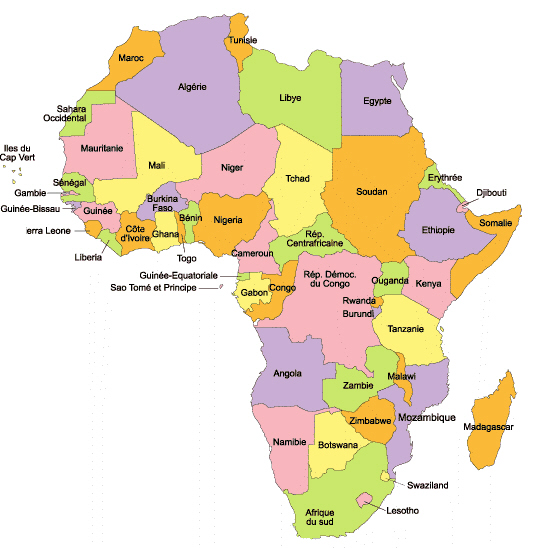 Tunisie
Maroc
Algérie
Libye
Egypte
Sahara
Occidental
Mauritanie
Iles du
Cap Vert
Mali
Niger
Tchad
Soudan
Erythrée
Sénégal
Gambie
Djibouti
Guinée-Bissau
Guinée
Burkina
Faso
Bénin
Nigeria
Somalie
Ethiopie
ierra Leone
Côte
d'Ivoire
Ghana
Rép.
Centrafricaine
Liberia
Togo
Cameroun
Guinée-Equatoriale
Sao Tomé et Principe
Gabon
Congo
Rép. Démoc.
du Congo
Ouganda
Kenya
Rwanda
Burundi
Tanzanie
Angola
Malawi
Zambie
Mozambique
Zimbabwe
Madagascar
Namibie
Botswana
Swaziland
Lesotho
Afrique
du sud